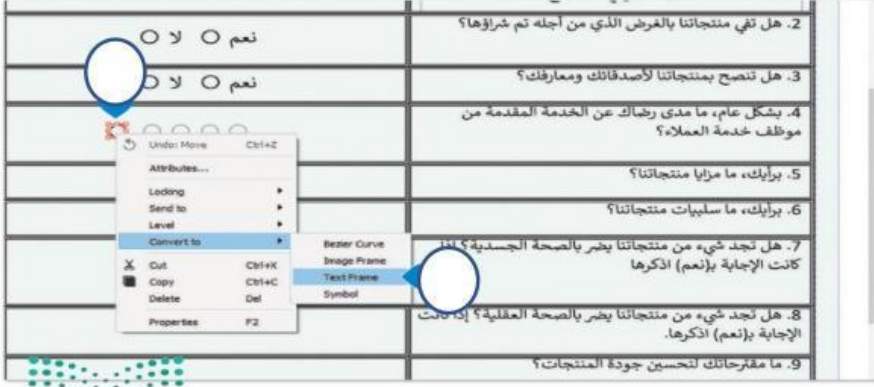 2. هل تفي منتجاتنا بالغرض الذي من أجله تم شراؤها؟
نعم لا
3. هل تنصح بمنتجاتنا لأصدقائك ومعارفك؟
نعم لا
4. بشكل عام، ما مدى رضاك عن الخدمة المقدمة من
موظف خدمة العملاء؟
5. برأيك، ما مزايا منتجاتنا؟
6. برأيك، ما سلبيات منتجاتنا؟
7. هل تجد شيء من منتجاتنا يضر بالصحة الجسدية؟ إذا
كانت الإجابة بـ(نعم) اذكرها
8. هل تجد شيء من منتجاتنا يضر بالصحة العقلية؟ إذا كانت
الإجابة بـ(نعم) اذكرها.
9. ما مقترحاتك لتحسين جودة المنتجات؟
Undo: Move Ctrl+Z
Attributes...
Locking
Send to
Level
Convert to
Cut Ctrl+X
Copy Ctrl+C
Delete Del
Properties F2
Bezier Curve
Image Frame
Text Frame
Symbol